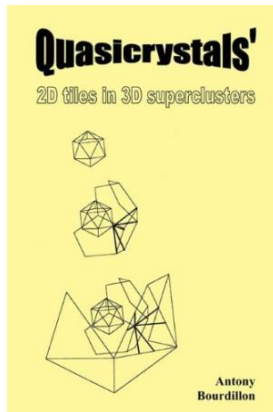 Quasicrystals'
2D tiles in 3D superclusters
Antony
Bourdillon